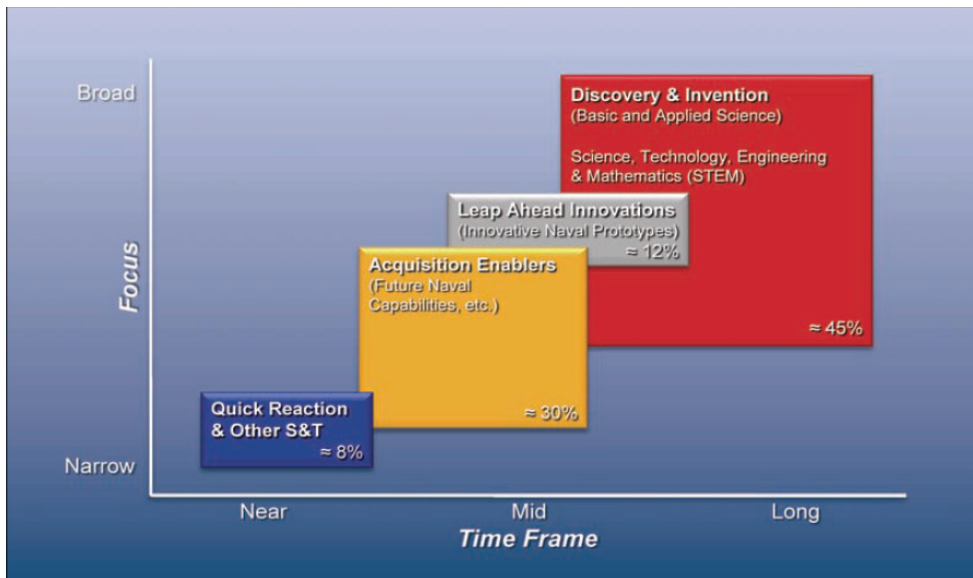 Broad
Focus
Narrow
Discovery & Invention
(Basic and Applied Science)
Science, Technology, Engineering
& Mathematics (STEM)
≈ 45%
Leap Ahead Innovations
(Innovative Naval Prototypes)
≈ 12%
Acquisition Enablers
(Future Naval
Capabilities, etc.)
≈ 30%
Quick Reaction
& Other S&T
≈ 8%
Near
Mid
Long
Time Frame